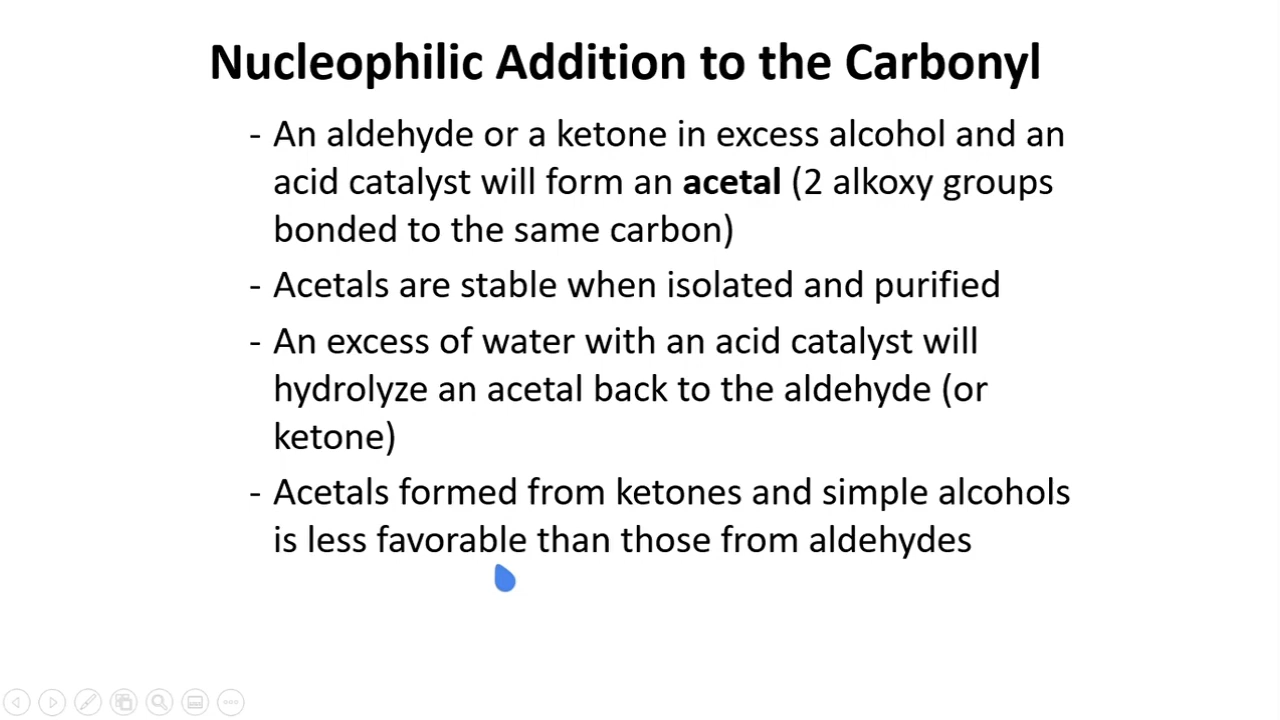 Nucleophilic Addition to the Carbonyl
- An aldehyde or a ketone in excess alcohol and an
acid catalyst will form an acetal (2 alkoxy groups
bonded to the same carbon)
- Acetals are stable when isolated and purified
- An excess of water with an acid catalyst will
hydrolyze an acetal back to the aldehyde (or
ketone)
- Acetals formed from ketones and simple alcohols
is less favorable than those from aldehydes